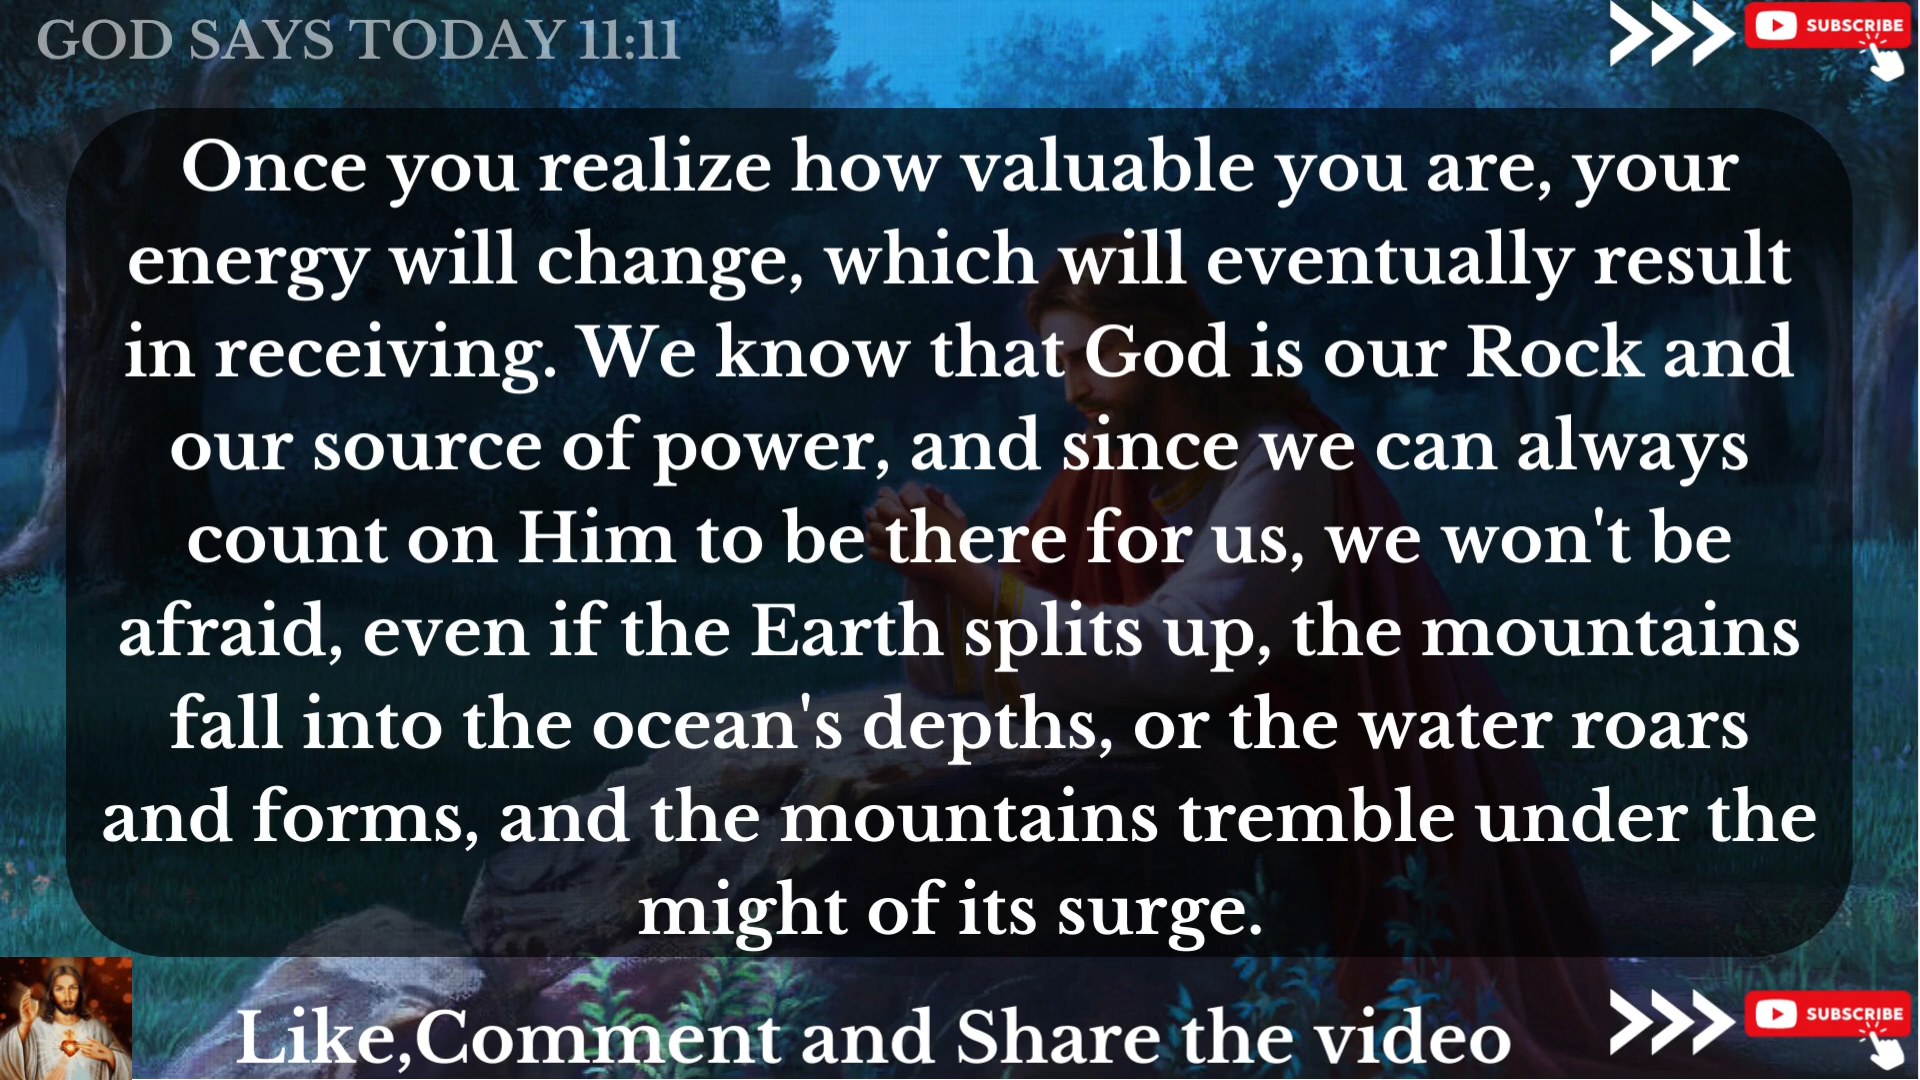 GOD SAYS TODAY 11:11
SUBSCRIBE
Once you realize how valuable you are, your
energy will change, which will eventually result
in receiving. We know that God is our Rock and
our source of power, and since we can always
count on Him to be there for us, we won't be
afraid, even if the Earth splits up, the mountains
fall into the ocean's depths, or the water roars
and forms, and the mountains tremble under the
might of its surge.
Like,Comment and Share the video
SUBSCRIBE